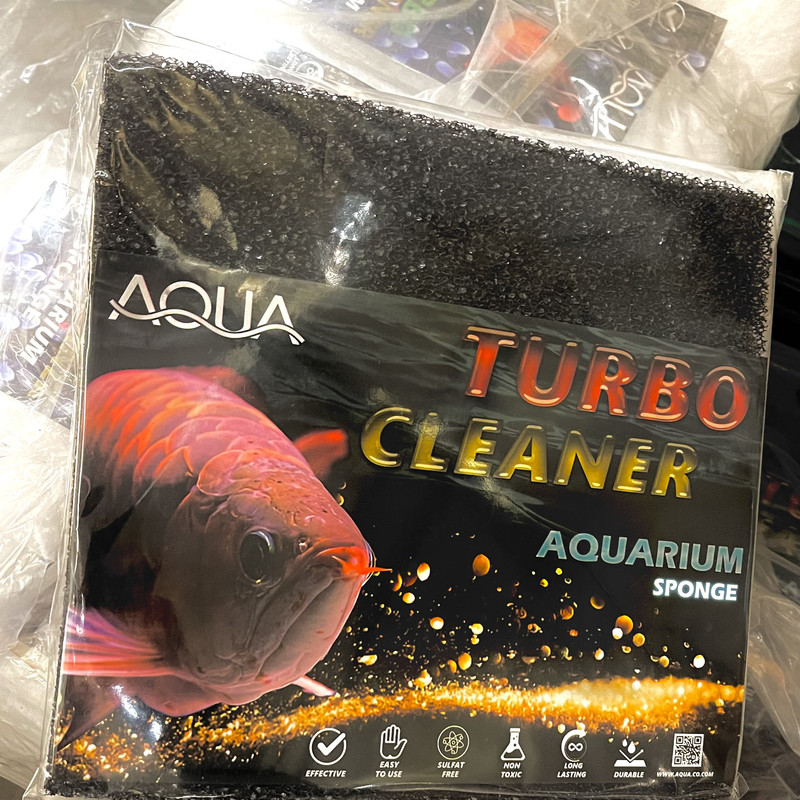 AQUA
TURBO
CLEANER
AQUARIUM
SPONGE
EFFECTIVE
EASY
TO USE
SULFAT
FREE
NON
TOXIC
LONG
LASTING
DURABLE
WWW.AQUA.CO.COM